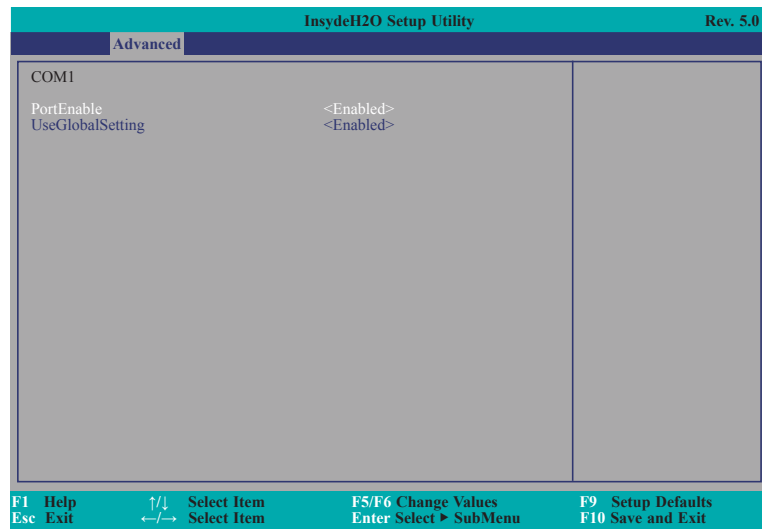 InsydeH2O Setup Utility Rev. 5.0
Advanced
COM1
PortEnable <Enabled>
UseGlobalSetting <Enabled>
F1 Help ↑/↓ Select Item F5/F6 Change Values F9 Setup Defaults
Esc Exit ←/→ Select Item Enter Select ▶ SubMenu F10 Save and Exit